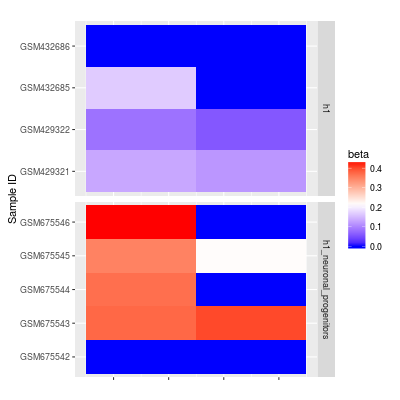 GSM432686
GSM432685
GSM429322
GSM429321
h1
GSM675546
GSM675545
GSM675544
GSM675543
GSM675542
h1_neuronal_progenitors
Sample ID
beta
0.4
0.3
0.2
0.1
0.0